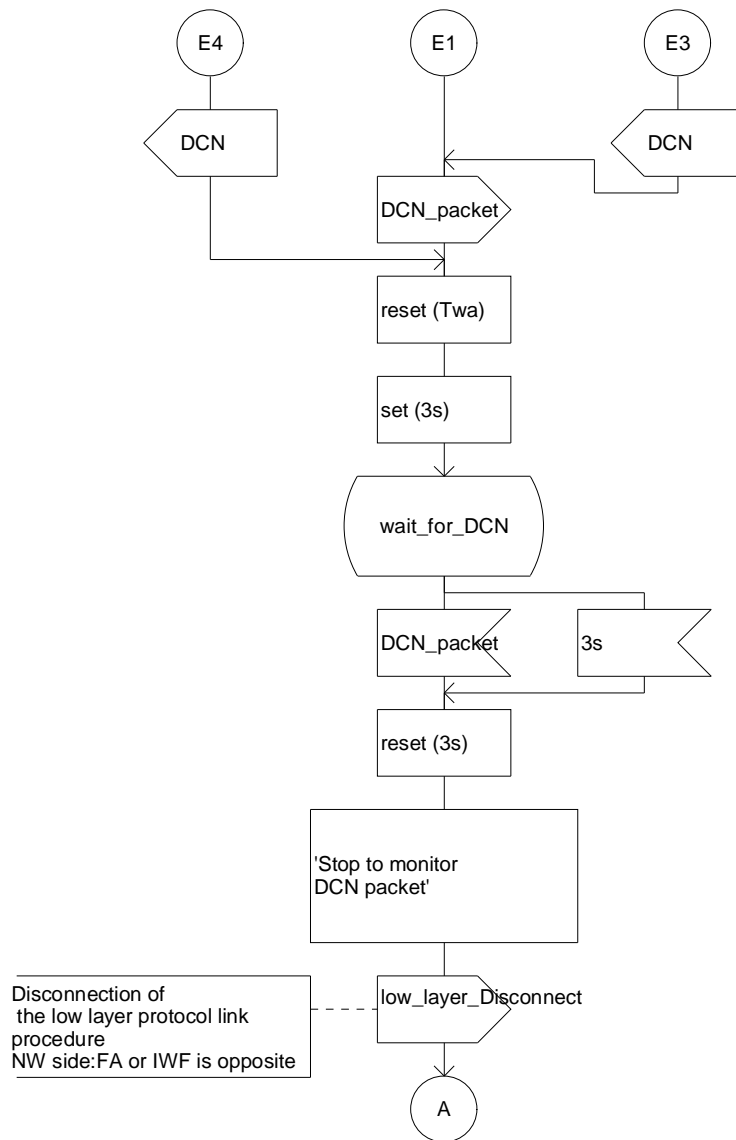 E4
E1
E3
DCN
DCN
DCN_packet
reset (Twa)
set (3s)
wait_for_DCN
DCN_packet
3s
reset (3s)
'Stop to monitor
DCN packet'
low_layer_Disconnect
Disconnection of
the low layer protocol link
procedure
NW side:FA or IWF is opposite
A